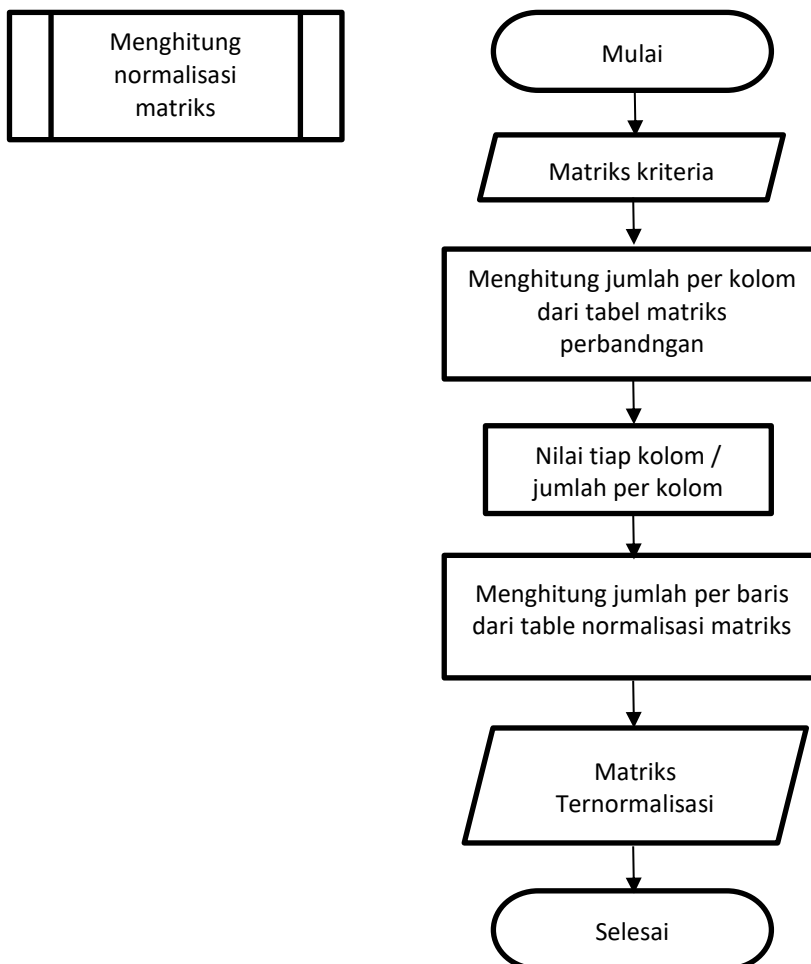 Menghitung
normalisasi
matriks
Mulai
Matriks kriteria
Menghitung jumlah per kolom
dari tabel matriks
perbandngan
Nilai tiap kolom /
jumlah per kolom
Menghitung jumlah per baris
dari table normalisasi matriks
Matriks
Ternormalisasi
Selesai